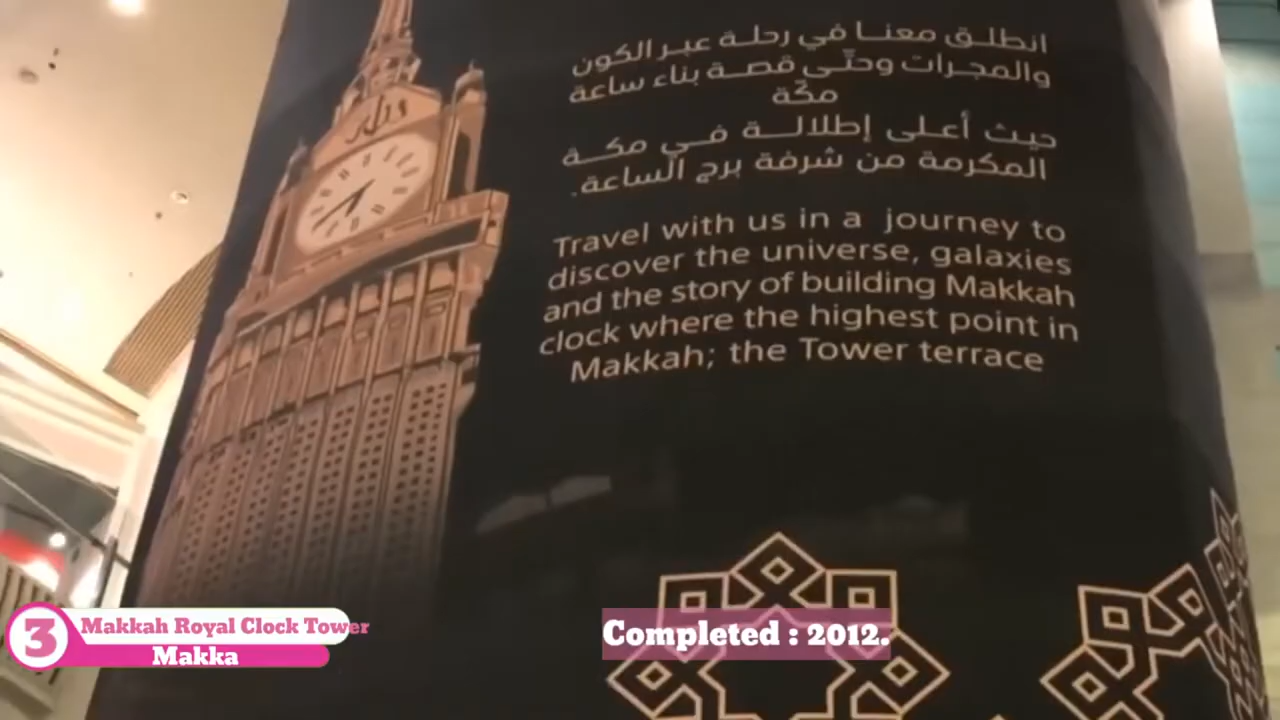 انطلق معنا في رحلة عبر الكون
والمجرات وحتّى قصة بناء ساعة
مكّة
حيث أعلى إطلالة في مكة
المكرمة من شرفة برج الساعة.
Travel with us in a journey to
discover the universe, galaxies
and the story of building Makkah
clock where the highest point in
Makkah; the Tower terrace
3
Makkah Royal Clock Tower
Makka
Completed : 2012.